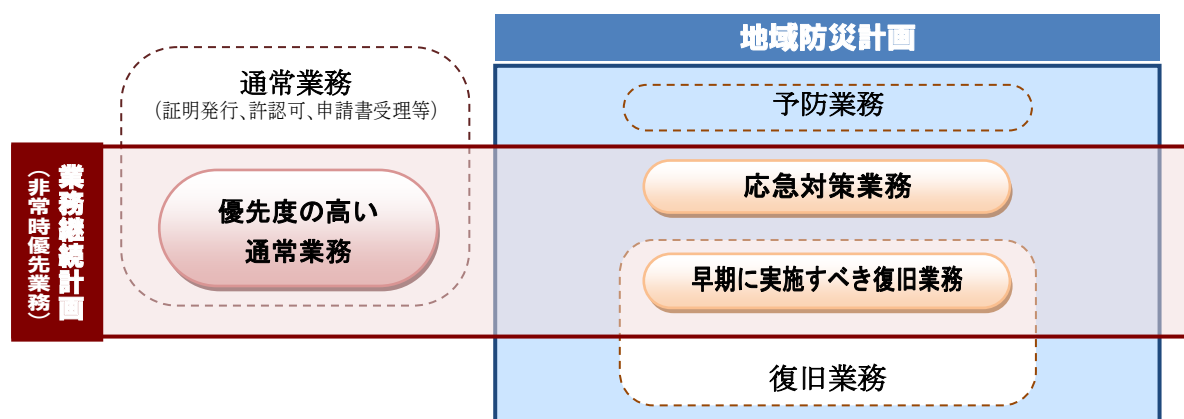 地域防災計画
通常業務
（証明発行、許認可、申請書受理等）
予防業務
業務継続計画
（非常時優先業務）
優先度の高い
通常業務
応急対策業務
早期に実施すべき復旧業務
復旧業務